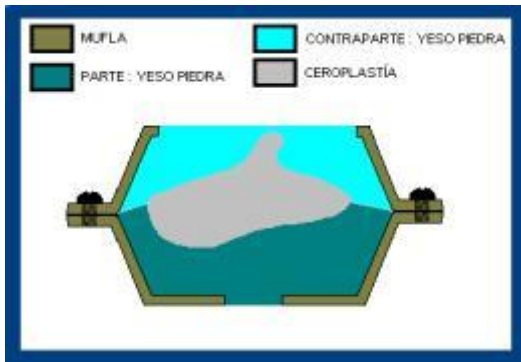 MUFLA
CONTRAPARTE : YESO PIEDRA
PARTE : YESO PIEDRA
CEROPLASTÍA